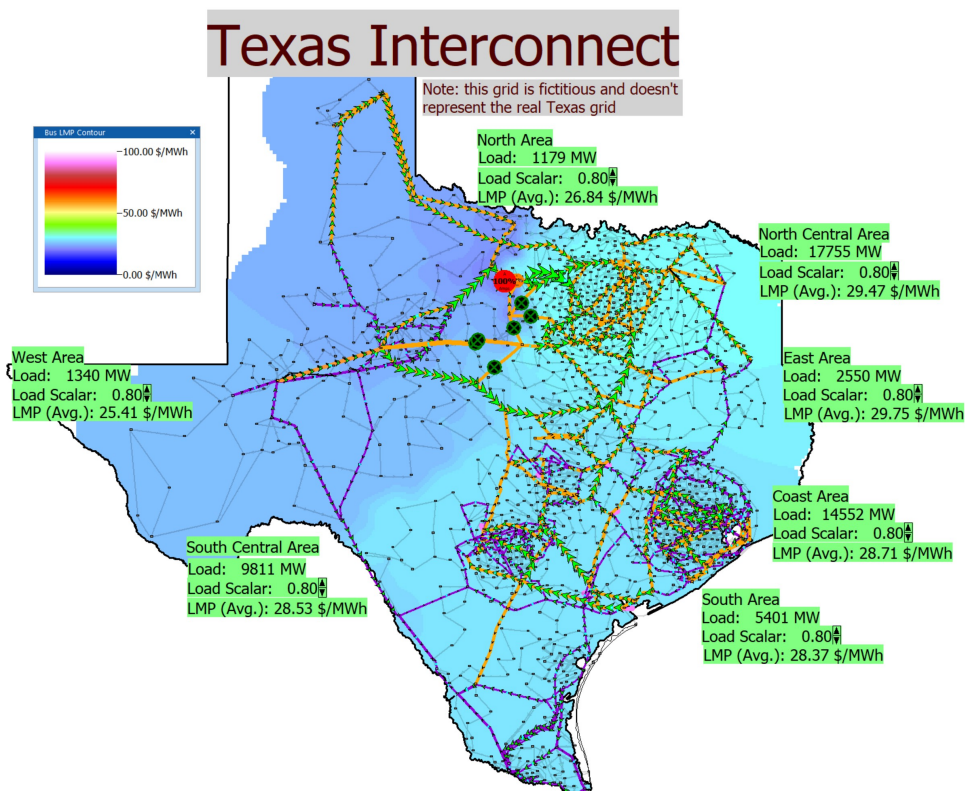 Texas Interconnect
Note: this grid is fictitious and doesn't
represent the real Texas grid
Bus LMP Contour
100.00 $/MWh
50.00 $/MWh
0.00 $/MWh
North Area
Load: 1179 MW
Load Scalar: 0.80
LMP (Avg.): 26.84 $/MWh
North Central Area
Load: 17755 MW
Load Scalar: 0.80
LMP (Avg.): 29.47 $/MWh
100%
West Area
Load: 1340 MW
Load Scalar: 0.80
LMP (Avg.): 25.41 $/MWh
East Area
Load: 2550 MW
Load Scalar: 0.80
LMP (Avg.): 29.75 $/MWh
Coast Area
Load: 14552 MW
Load Scalar: 0.80
LMP (Avg.): 28.71 $/MWh
South Central Area
Load: 9811 MW
Load Scalar: 0.80
LMP (Avg.): 28.53 $/MWh
South Area
Load: 5401 MW
Load Scalar: 0.80
LMP (Avg.): 28.37 $/MWh